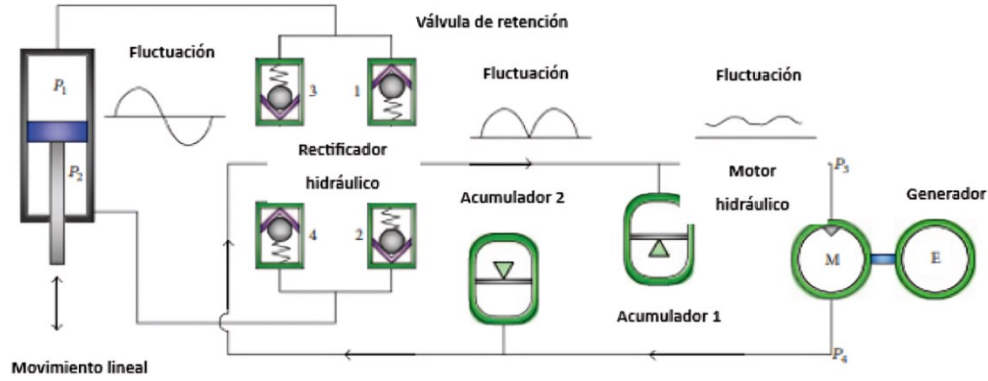 Válvula de retención
Fluctuación
Fluctuación
Fluctuación
P1
3
1
P2
Rectificador
hidráulico
Motor
hidráulico
P3
Acumulador 2
Generador
4
2
M
E
Acumulador 1
P4
Movimiento lineal